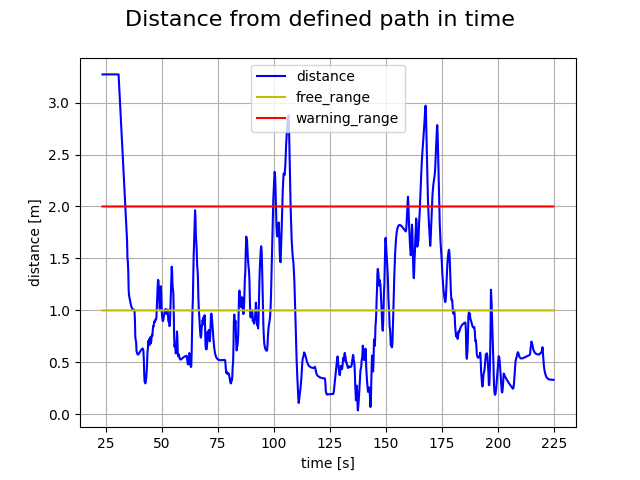 Distance from defined path in time
distance
free_range
warning_range
distance [m]
3.0
2.5
2.0
1.5
1.0
0.5
0.0
25 50 75 100 125 150 175 200 225
time [s]